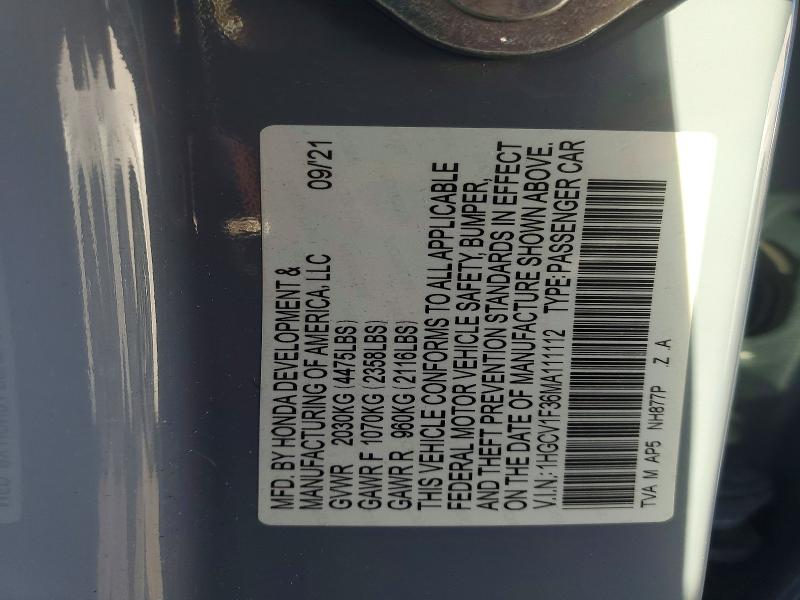 MFD. BY HONDA DEVELOPMENT &
MANUFACTURING OF AMERICA, LLC 09/'21
GVWR 2030KG (4475LBS)
GAWR F 1070KG (2358LBS)
GAWR R 960KG (2116LBS)
THIS VEHICLE CONFORMS TO ALL APPLICABLE
FEDERAL MOTOR VEHICLE SAFETY, BUMPER,
AND THEFT PREVENTION STANDARDS IN EFFECT
ON THE DATE OF MANUFACTURE SHOWN ABOVE.
V.I.N.: 1HGCV1F36MA111112 TYPE: PASSENGER CAR
TVA M AP5 NH877P .Z A